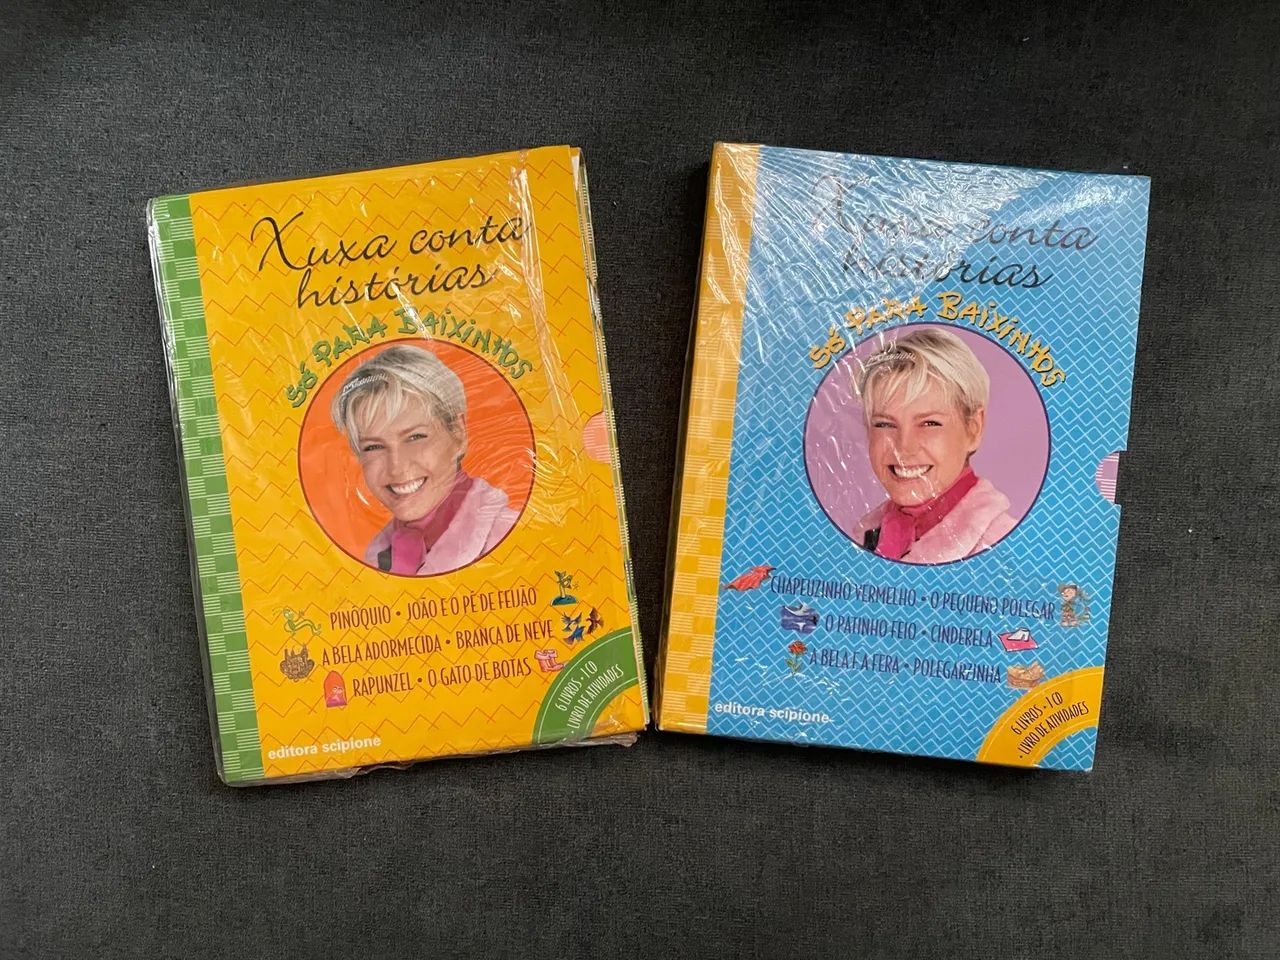 Xuxa conta
histórias
SÓ PARA BAIXINHOS
PINÓQUIO • JOÃO E O PÉ DE FEIJÃO
A BELA ADORMECIDA • BRANCA DE NEVE
RAPUNZEL • O GATO DE BOTAS
6 LIVROS • 1 CD
• LIVRO DE ATIVIDADES
editora scipione
Xuxa conta
histórias
SÓ PARA BAIXINHOS
CHAPEUZINHO VERMELHO • O PEQUENO POLEGAR
O PATINHO FEIO • CINDERELA
A BELA E A FERA • POLEGARZINHA
6 LIVROS • 1 CD
• LIVRO DE ATIVIDADES
editora scipione